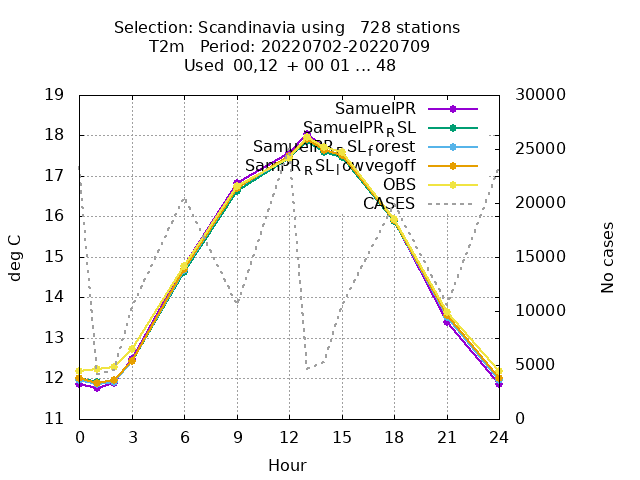 Selection: Scandinavia using   728 stations
T2m   Period: 20220702-20220709
Used  00,12  + 00 01 ... 48
19
18
17
16
15
14
13
12
11
30000
25000
20000
15000
10000
5000
0
0 3 6 9 12 15 18 21 24
deg C
No cases
Hour
SamuelPR
SamuelPR_RSL
OBS
CASES